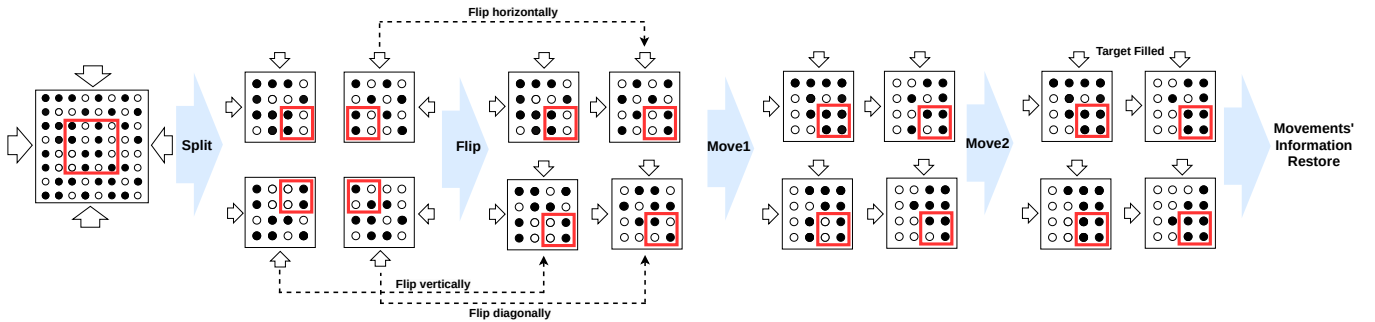 Flip horizontally
Target Filled
Split
Flip
Move1
Move2
Movements'
Information
Restore
Flip vertically
Flip diagonally